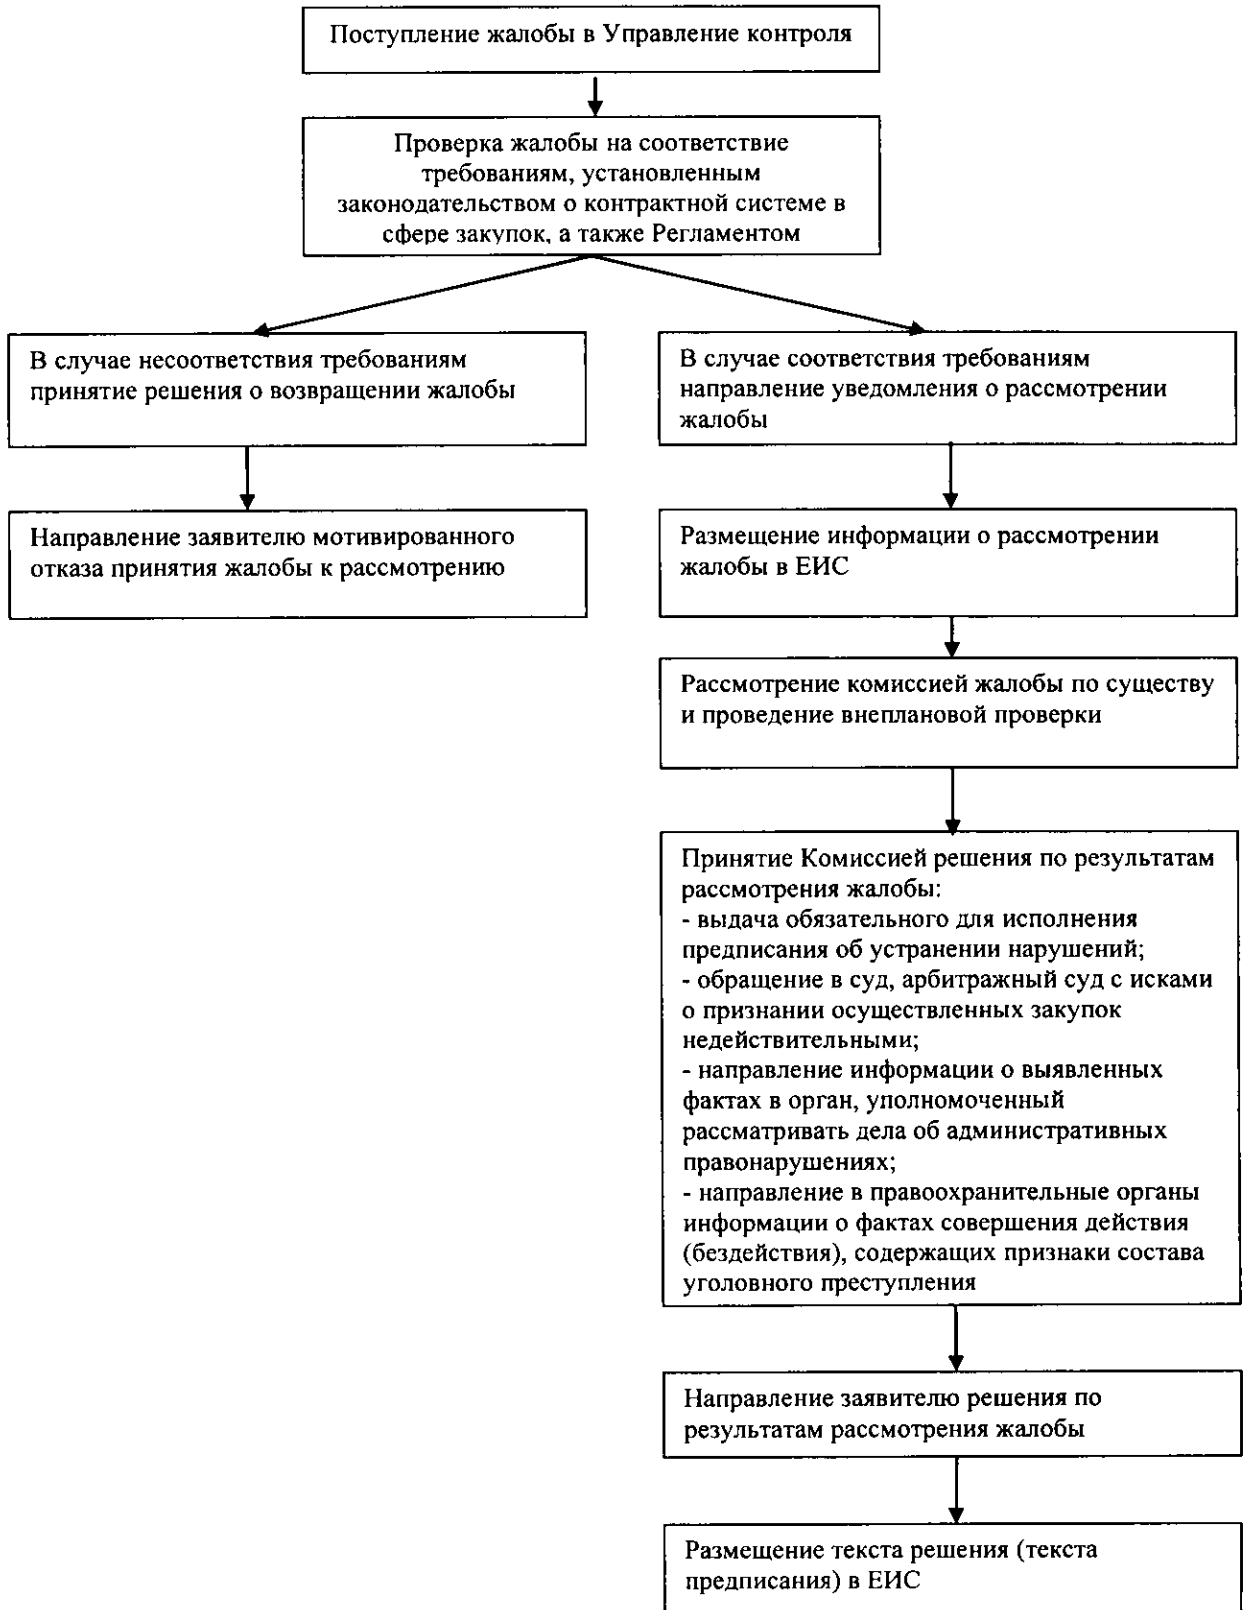 Поступление жалобы в Управление контроля
Проверка жалобы на соответствие
требованиям, установленным
законодательством о контрактной системе в
сфере закупок, а также Регламентом
В случае несоответствия требованиям
принятие решения о возвращении жалобы
Направление заявителю мотивированного
отказа принятия жалобы к рассмотрению
В случае соответствия требованиям
направление уведомления о рассмотрении
жалобы
Размещение информации о рассмотрении
жалобы в ЕИС
Рассмотрение комиссией жалобы по существу
и проведение внеплановой проверки
Принятие Комиссией решения по результатам
рассмотрения жалобы:
- выдача обязательного для исполнения
предписания об устранении нарушений;
- обращение в суд, арбитражный суд с исками
о признании осуществленных закупок
недействительными;
- направление информации о выявленных
фактах в орган, уполномоченный
рассматривать дела об административных
правонарушениях;
- направление в правоохранительные органы
информации о фактах совершения действия
(бездействия), содержащих признаки состава
уголовного преступления
Направление заявителю решения по
результатам рассмотрения жалобы
Размещение текста решения (текста
предписания) в ЕИС